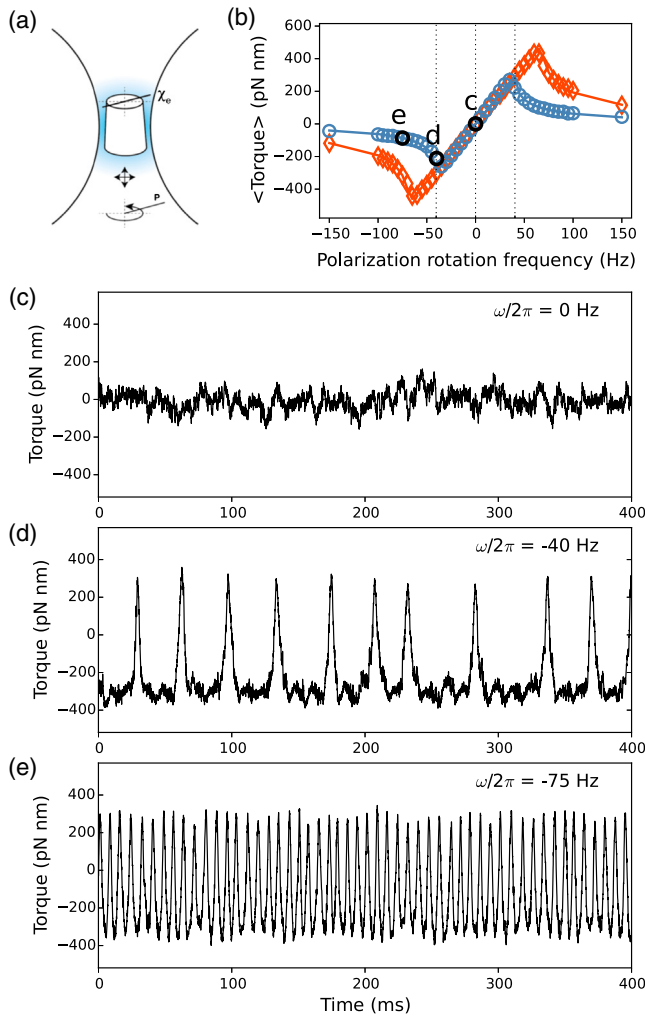 (a)
χe
P
(b)
600
400
200
0
−200
−400
<Torque> (pN nm)
e
d
c
−150
−100
−50
0
50
100
150
Polarization rotation frequency (Hz)
(c)
ω/2π = 0 Hz
400
200
0
−200
−400
Torque (pN nm)
0
100
200
300
400
(d)
ω/2π = -40 Hz
400
200
0
−200
−400
Torque (pN nm)
0
100
200
300
400
(e)
ω/2π = -75 Hz
400
200
0
−200
−400
Torque (pN nm)
0
100
200
300
400
Time (ms)